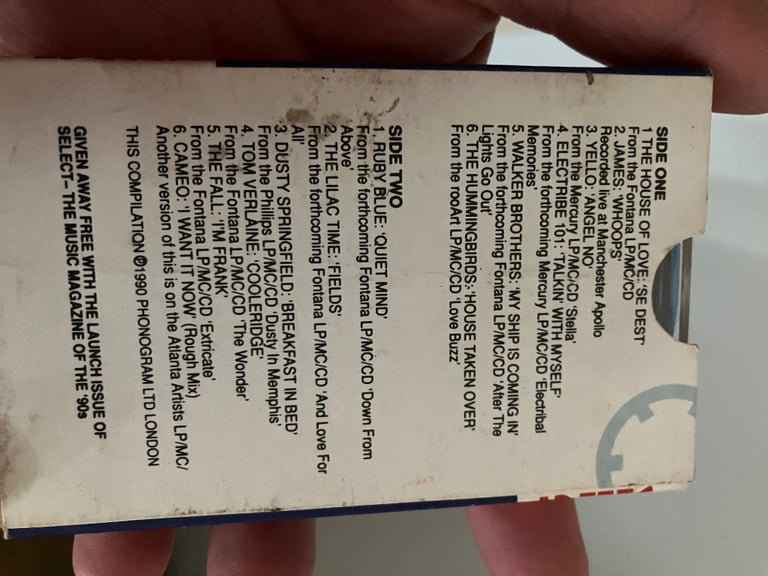 SIDE ONE
1 THE HOUSE OF LOVE: 'SE DEST'
From the Fontana LP/MC/CD
2. JAMES: 'WHOOPS'
Recorded live at Manchester Apollo
3. YELLO: 'ANGEL NO'
From the Mercury LP/MC/CD 'Stella'
4. ELECTRIBE 101: 'TALKIN' WITH MYSELF'
From the forthcoming Mercury LP/MC/CD 'Electribal
Memories'
5. WALKER BROTHERS: 'MY SHIP IS COMING IN'
From the forthcoming Fontana LP/MC/CD 'After The
Lights Go Out'
6. THE HUMMINGBIRDS: 'HOUSE TAKEN OVER'
From the rooArt LP/MC/CD 'Love Buzz'
SIDE TWO
1. RUBY BLUE: 'QUIET MIND'
From the forthcoming Fontana LP/MC/CD 'Down From
Above'
2. THE LILAC TIME: 'FIELDS'
From the forthcoming Fontana LP/MC/CD 'And Love For
All'
3. DUSTY SPRINGFIELD: 'BREAKFAST IN BED'
From the Phillips LP/MC/CD 'Dusty In Memphis'
4. TOM VERLAINE: 'COOLERIDGE'
From the Fontana LP/MC/CD 'The Wonder'
5. THE FALL: 'I'M FRANK'
From the Fontana LP/MC/CD 'Extricate'
6. CAMEO: 'I WANT IT NOW' (Rough Mix)
Another version of this is on the Atlanta Artists LP/MC/
THIS COMPILATION ℗1990 PHONOGRAM LTD LONDON
GIVEN AWAY FREE WITH THE LAUNCH ISSUE OF
SELECT– THE MUSIC MAGAZINE OF THE '90s